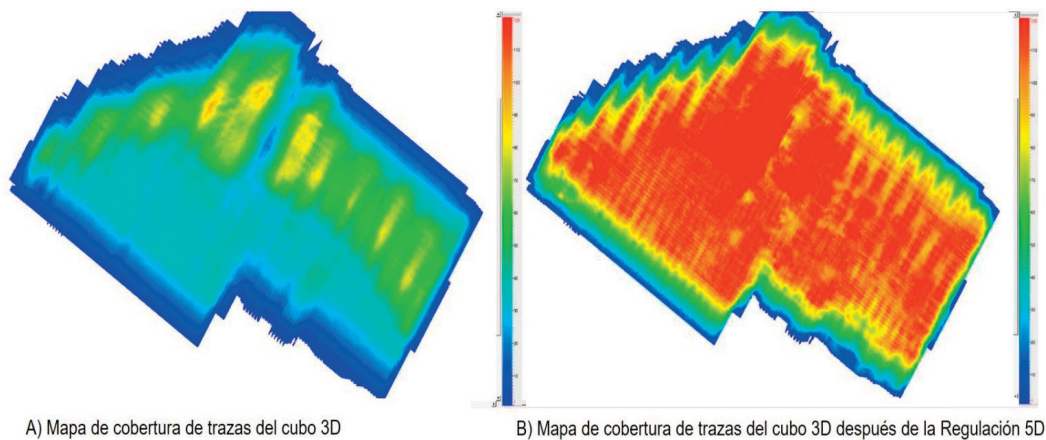 A) Mapa de cobertura de trazas del cubo 3D
B) Mapa de cobertura de trazas del cubo 3D después de la Regulación 5D